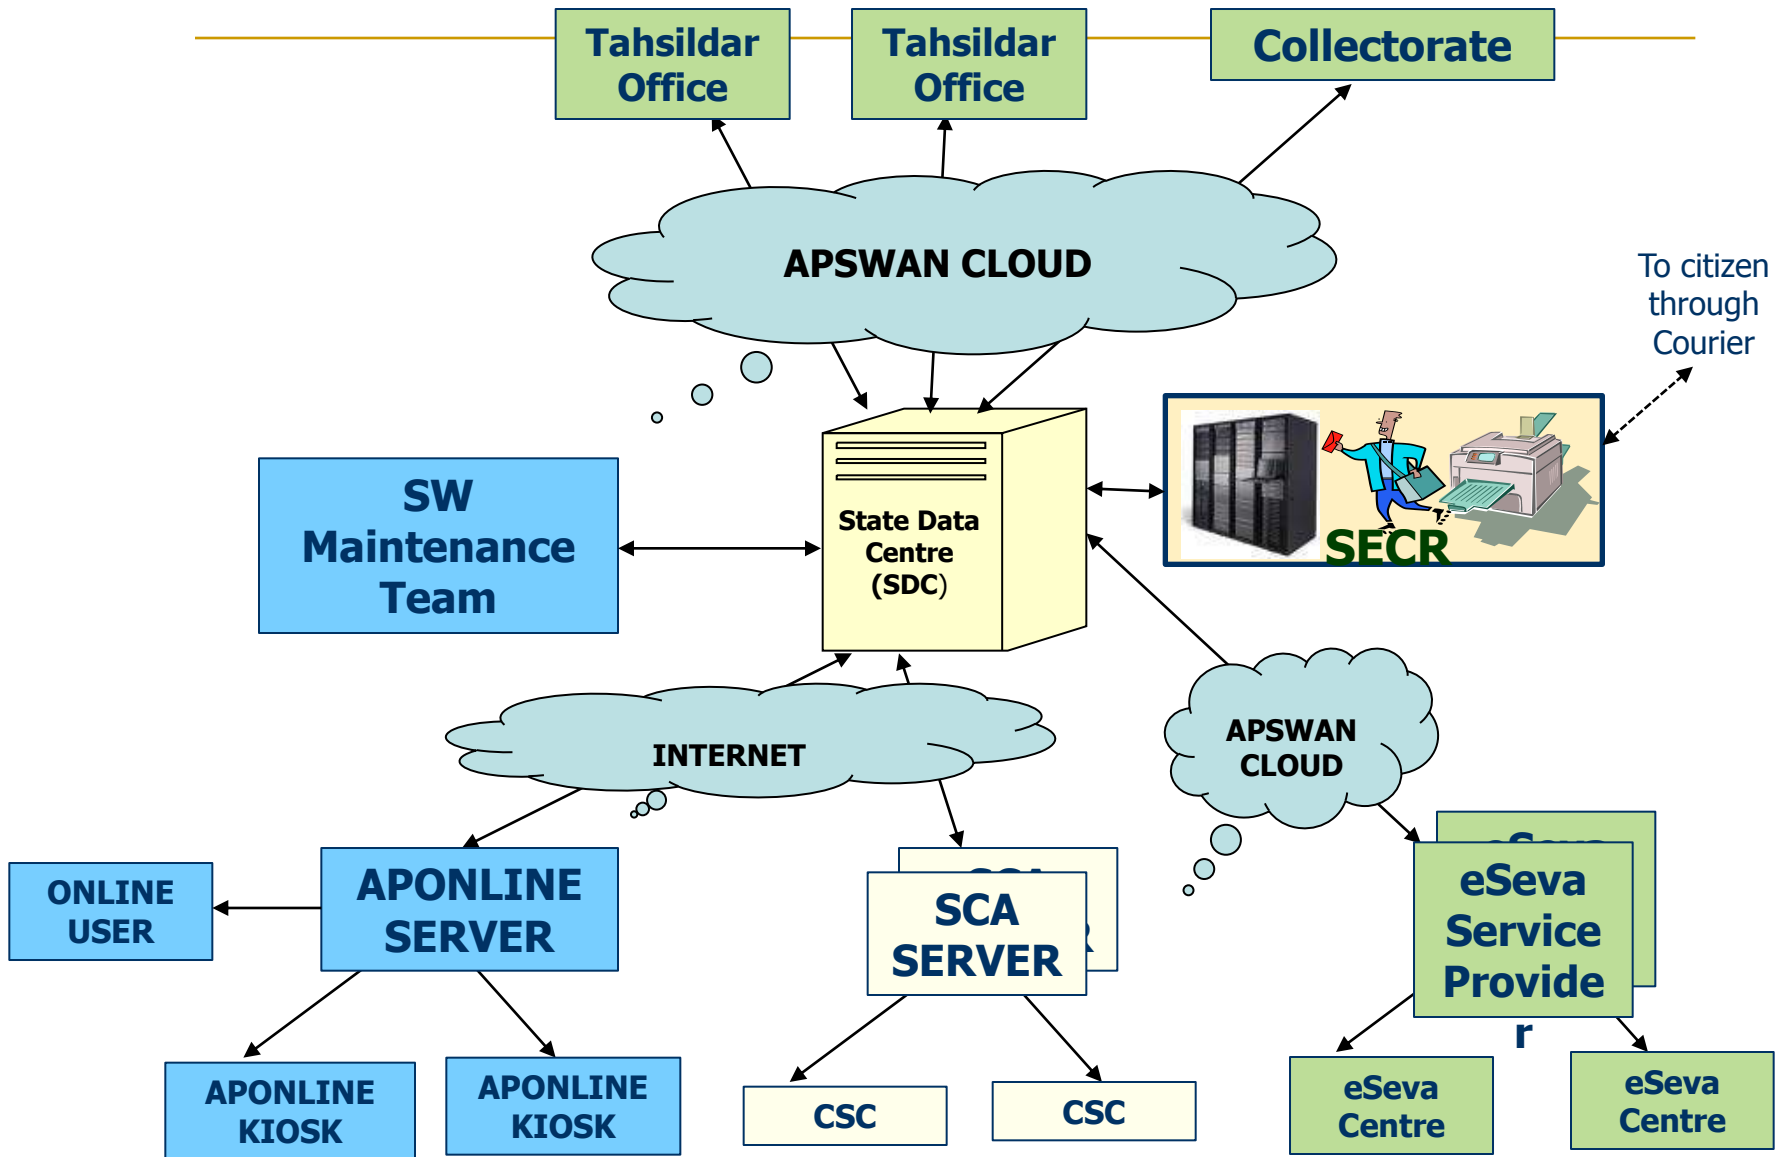 Tahsildar
Office
Tahsildar
Office
Collectorate
APSWAN CLOUD
To citizen
through
Courier
SW
Maintenance
Team
State Data
Centre
(SDC)
SECR
INTERNET
APSWAN
CLOUD
ONLINE
USER
APONLINE
SERVER
SCA
SERVER
eSeva
eSeva
Service
Provide
r
APONLINE
KIOSK
APONLINE
KIOSK
CSC
CSC
eSeva
Centre
eSeva
Centre